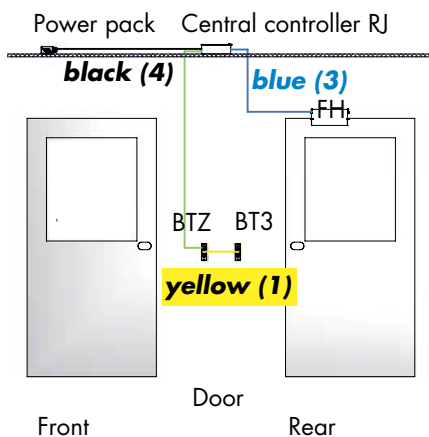 Power pack Central controller RJ
black (4)
blue (3)
FH
BTZ BT3
yellow (1)
Door
Front Rear